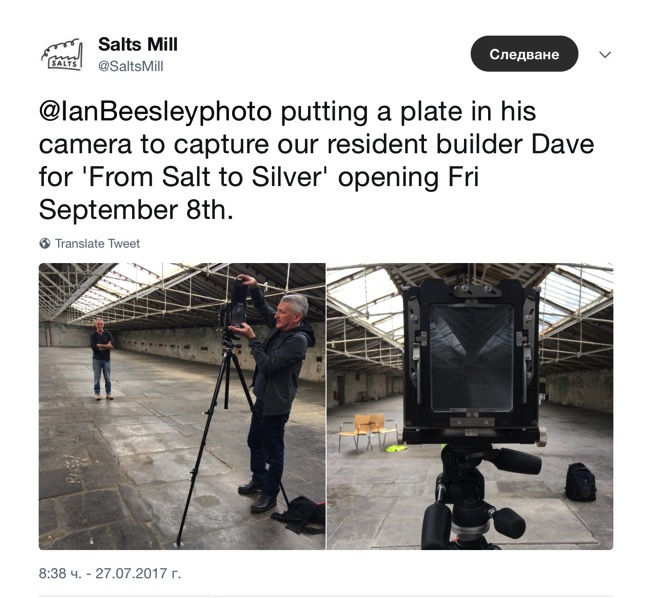 SALTS
Salts Mill
@SaltsMill
Следване
@IanBeesleyphoto putting a plate in his
camera to capture our resident builder Dave
for 'From Salt to Silver' opening Fri
September 8th.
Translate Tweet
8:38 ч. - 27.07.2017 г.